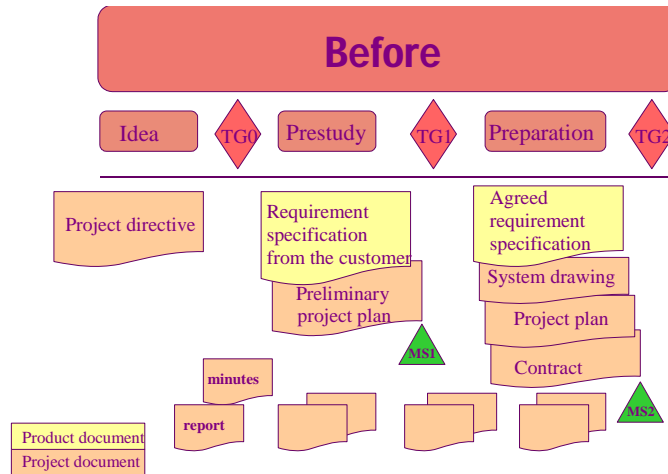 Before
Idea
TG0
Prestudy
TG1
Preparation
TG2
Project directive
Requirement
specification
from the customer
Preliminary
project plan
MS1
Agreed
requirement
specification
System drawing
Project plan
Contract
MS2
minutes
report
Product document
Project document